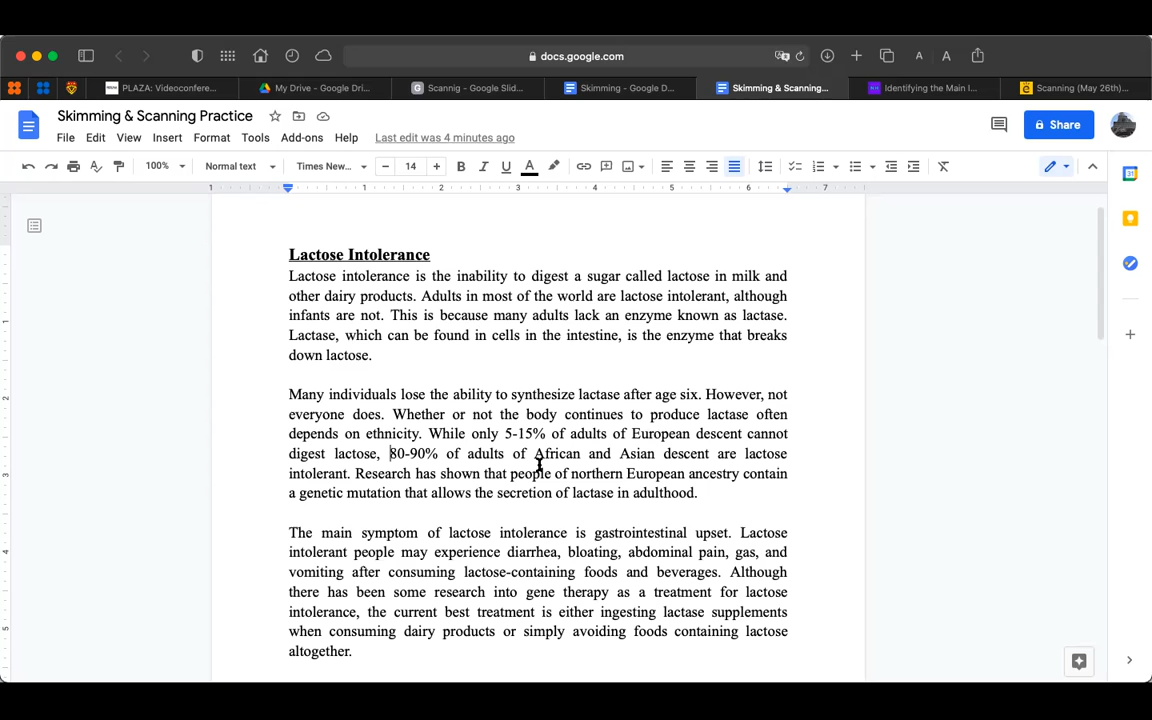 docs.google.com
PLAZA: Videoconfere...
My Drive - Google Dri...
Scannig - Google Slid...
Skimming - Google D...
Skimming & Scanning...
Identifying the Main I...
Scanning (May 26th)...
Skimming & Scanning Practice
File Edit View Insert Format Tools Add-ons Help Last edit was 4 minutes ago
Share
100% Normal text Times New... 14
1 1 2 3 4 5 6 7
Lactose Intolerance
Lactose intolerance is the inability to digest a sugar called lactose in milk and
other dairy products. Adults in most of the world are lactose intolerant, although
infants are not. This is because many adults lack an enzyme known as lactase.
Lactase, which can be found in cells in the intestine, is the enzyme that breaks
down lactose.
Many individuals lose the ability to synthesize lactase after age six. However, not
everyone does. Whether or not the body continues to produce lactase often
depends on ethnicity. While only 5-15% of adults of European descent cannot
digest lactose, 80-90% of adults of African and Asian descent are lactose
intolerant. Research has shown that people of northern European ancestry contain
a genetic mutation that allows the secretion of lactase in adulthood.
The main symptom of lactose intolerance is gastrointestinal upset. Lactose
intolerant people may experience diarrhea, bloating, abdominal pain, gas, and
vomiting after consuming lactose-containing foods and beverages. Although
there has been some research into gene therapy as a treatment for lactose
intolerance, the current best treatment is either ingesting lactase supplements
when consuming dairy products or simply avoiding foods containing lactose
altogether.